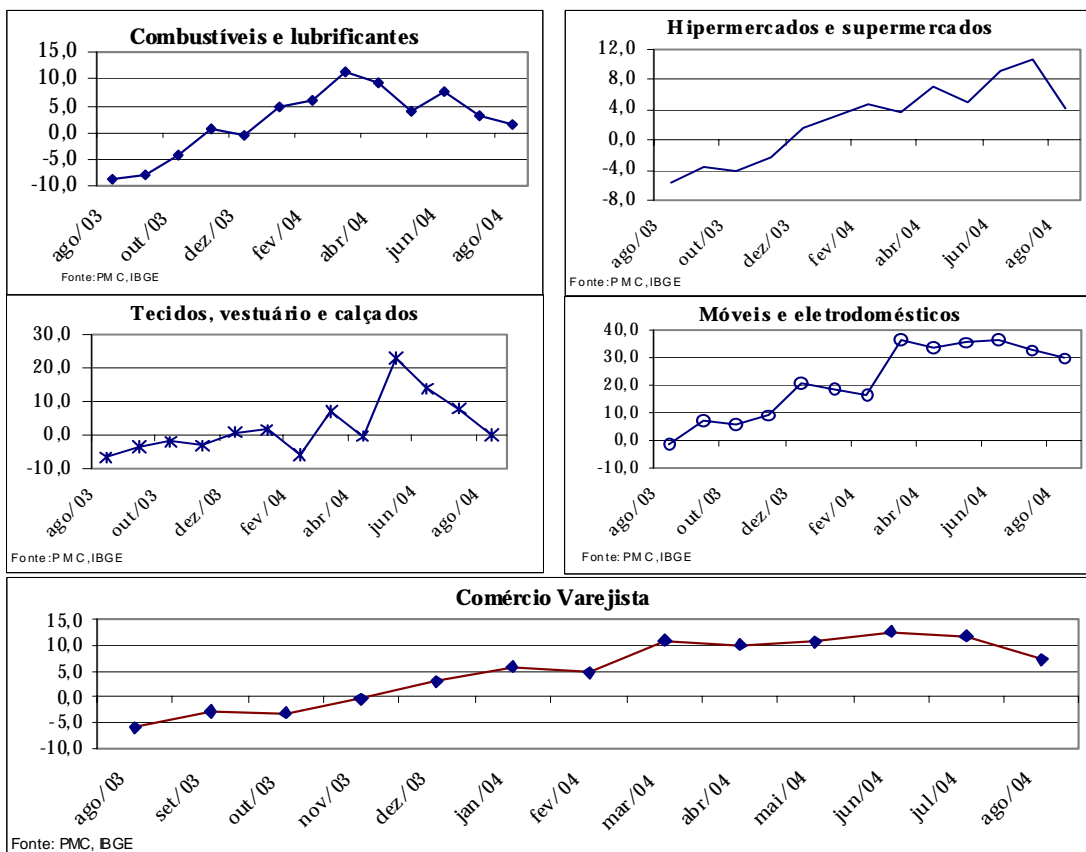 Combustíveis e lubrificantes
15,0
10,0
5,0
0,0
-5,0
-10,0
ago/03
out/03
dez/03
fev/04
abr/04
jun/04
ago/04
Fonte:PMC,IBGE
Hipermercados e supermercados
12,0
8,0
4,0
0,0
-4,0
-8,0
ago/03
out/03
dez/03
fev/04
abr/04
jun/04
ago/04
Fonte:PMC,IBGE
Tecidos, vestuário e calçados
30,0
20,0
10,0
0,0
-10,0
ago/03
out/03
dez/03
fev/04
abr/04
jun/04
ago/04
Fonte:PMC,IBGE
Móveis e eletrodomésticos
40,0
30,0
20,0
10,0
0,0
-10,0
ago/03
out/03
dez/03
fev/04
abr/04
jun/04
ago/04
Fonte:PMC,IBGE
Comércio Varejista
15,0
10,0
5,0
0,0
-5,0
-10,0
ago/03
set/03
out/03
nov/03
dez/03
jan/04
fev/04
mar/04
abr/04
mai/04
jun/04
jul/04
ago/04
Fonte: PMC, IBGE